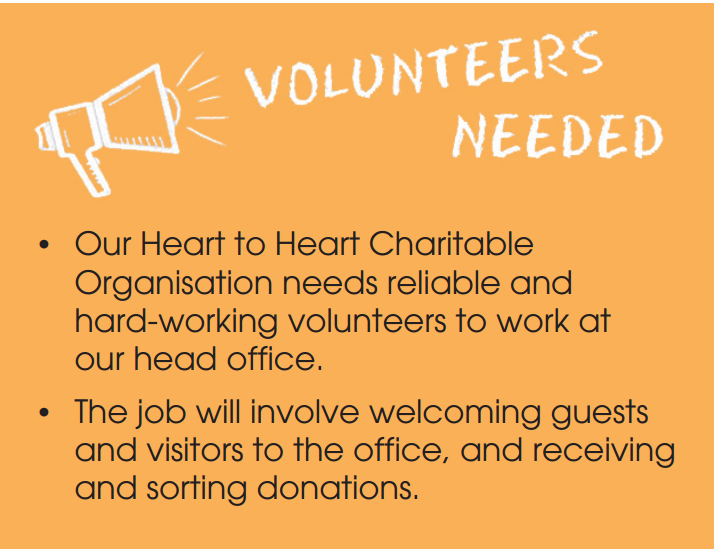 VOLUNTEERS
NEEDED
• Our Heart to Heart Charitable
Organisation needs reliable and
hard-working volunteers to work at
our head office.
• The job will involve welcoming guests
and visitors to the office, and receiving
and sorting donations.